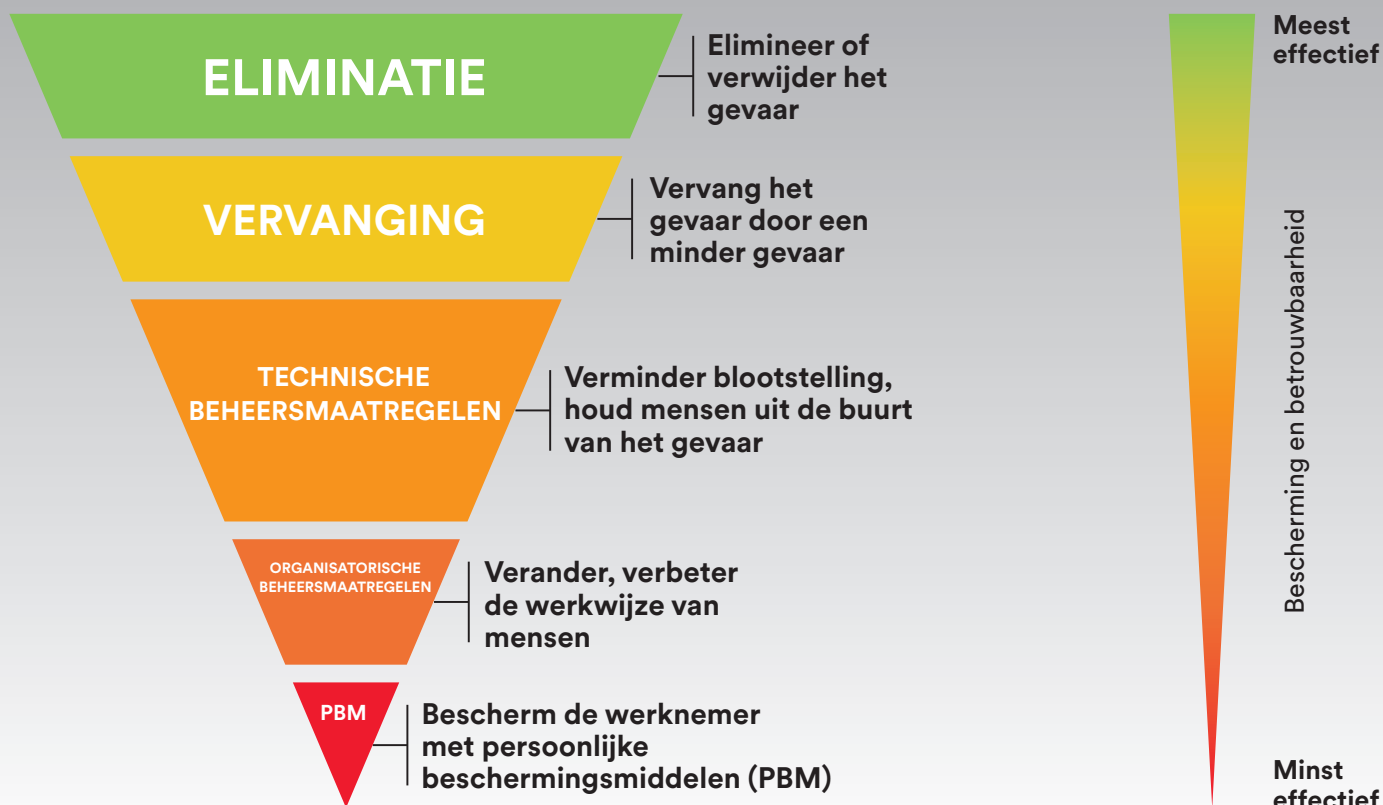 ELIMINATIE
Elimineer of
verwijder het
gevaar
VERVANGING
Vervang het
gevaar door een
minder gevaar
TECHNISCHE
BEHEERSMAATREGELEN
Verminder blootstelling,
houd mensen uit de buurt
van het gevaar
ORGANISATORISCHE
BEHEERSMAATREGELEN
Verander, verbeter
de werkwijze van
mensen
PBM
Bescherm de werknemer
met persoonlijke
beschermingsmiddelen (PBM)
Meest
effectief
Bescherming en betrouwbaarheid
Minst
effectief